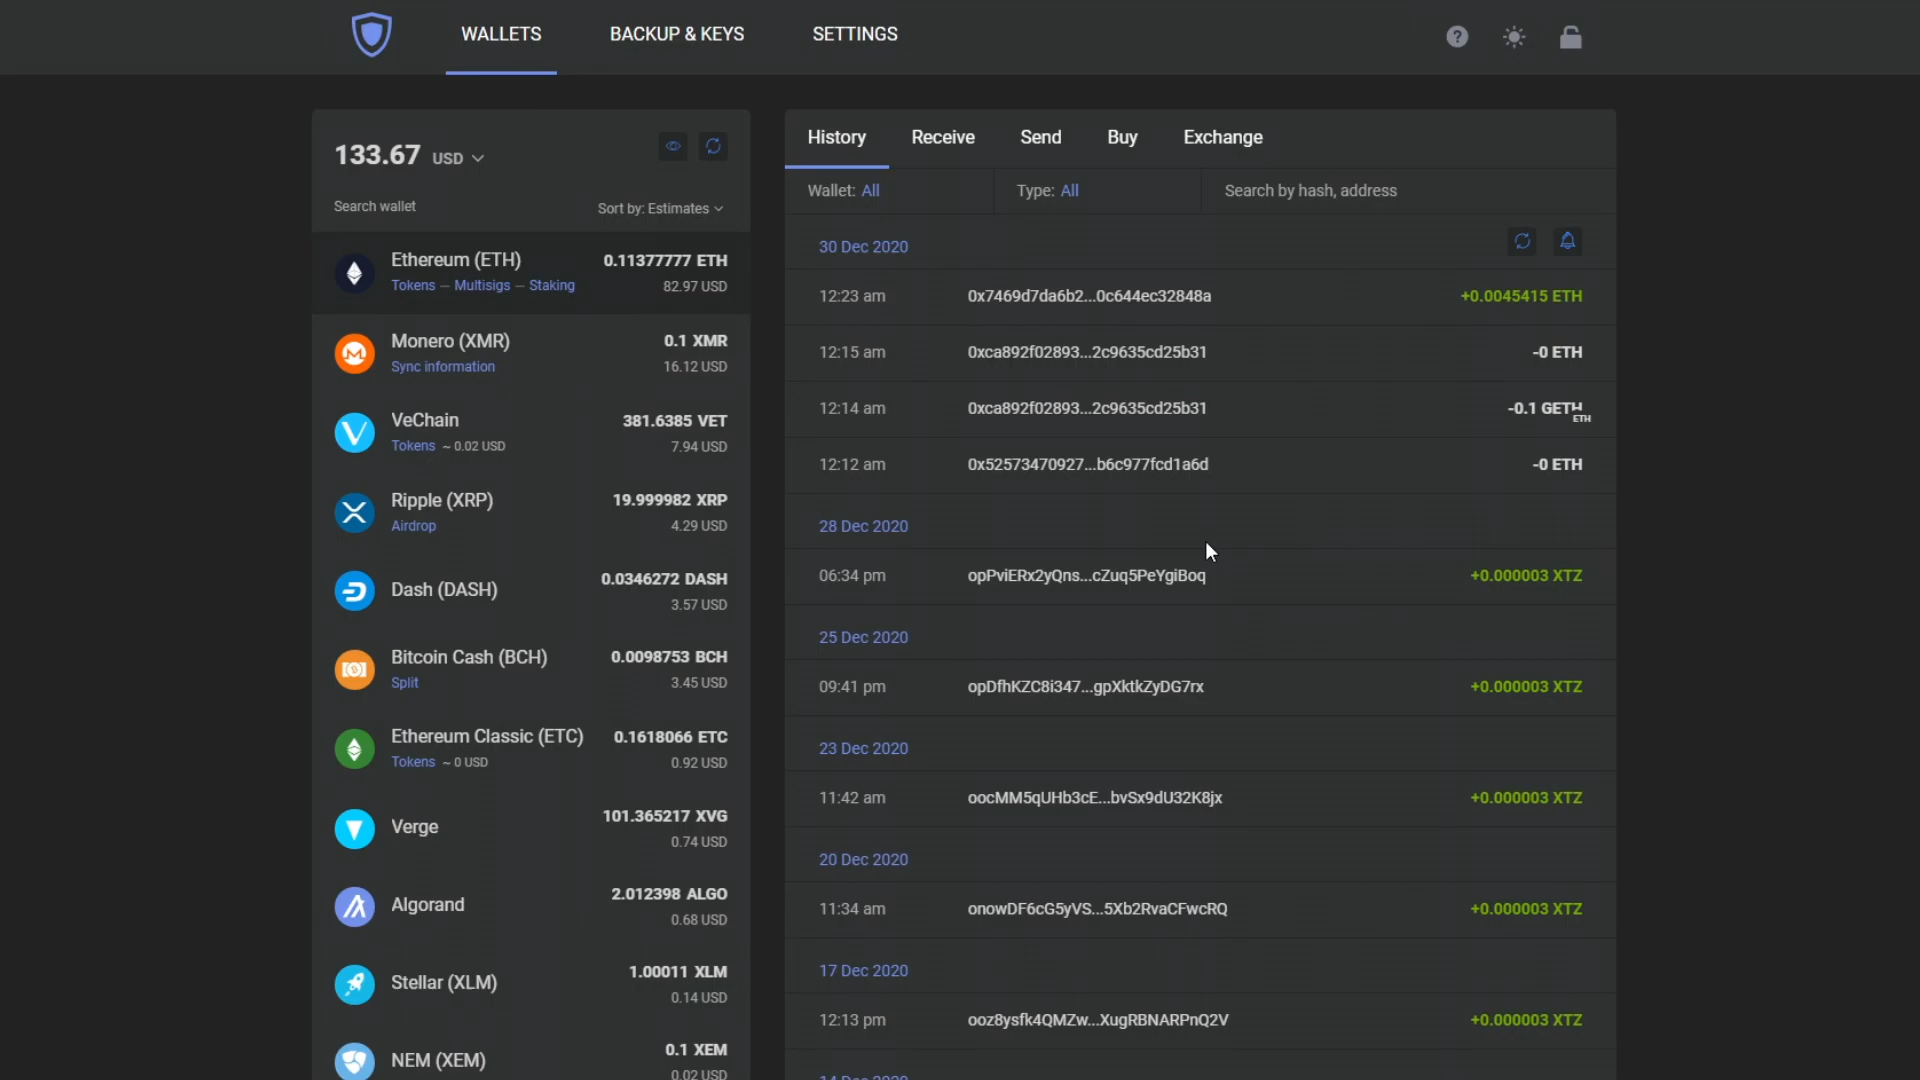 WALLETS
BACKUP & KEYS
SETTINGS
133.67 USD
Search wallet
Sort by: Estimates
Ethereum (ETH)
0.11377777 ETH
Tokens – Multisigs – Staking
82.97 USD
Monero (XMR)
0.1 XMR
Sync information
16.12 USD
VeChain
381.6385 VET
Tokens ~ 0.02 USD
7.94 USD
Ripple (XRP)
19.999982 XRP
Airdrop
4.29 USD
Dash (DASH)
0.0346272 DASH
3.57 USD
Bitcoin Cash (BCH)
0.0098753 BCH
Split
3.45 USD
Ethereum Classic (ETC)
0.1618066 ETC
Tokens ~ 0 USD
0.92 USD
Verge
101.365217 XVG
0.74 USD
Algorand
2.012398 ALGO
0.68 USD
Stellar (XLM)
1.00011 XLM
0.14 USD
NEM (XEM)
0.1 XEM
0.02 USD
History
Receive
Send
Buy
Exchange
Wallet: All
Type: All
Search by hash, address
30 Dec 2020
12:23 am
0x7469d7da6b2...0c644ec32848a
+0.0045415 ETH
12:15 am
0xca892f02893...2c9635cd25b31
-0 ETH
12:14 am
0xca892f02893...2c9635cd25b31
-0.1 GETH
ETH
12:12 am
0x52573470927...b6c977fcd1a6d
-0 ETH
28 Dec 2020
06:34 pm
opPviERx2yQns...cZuq5PeYgiBoq
+0.000003 XTZ
25 Dec 2020
09:41 pm
opDfhKZC8i347...gpXktkZyDG7rx
+0.000003 XTZ
23 Dec 2020
11:42 am
oocMM5qUHb3cE...bvSx9dU32K8jx
+0.000003 XTZ
20 Dec 2020
11:34 am
onowDF6cG5yVS...5Xb2RvaCFwcRQ
+0.000003 XTZ
17 Dec 2020
12:13 pm
ooz8ysfk4QMZw...XugRBNARPnQ2V
+0.000003 XTZ
14 Dec 2020